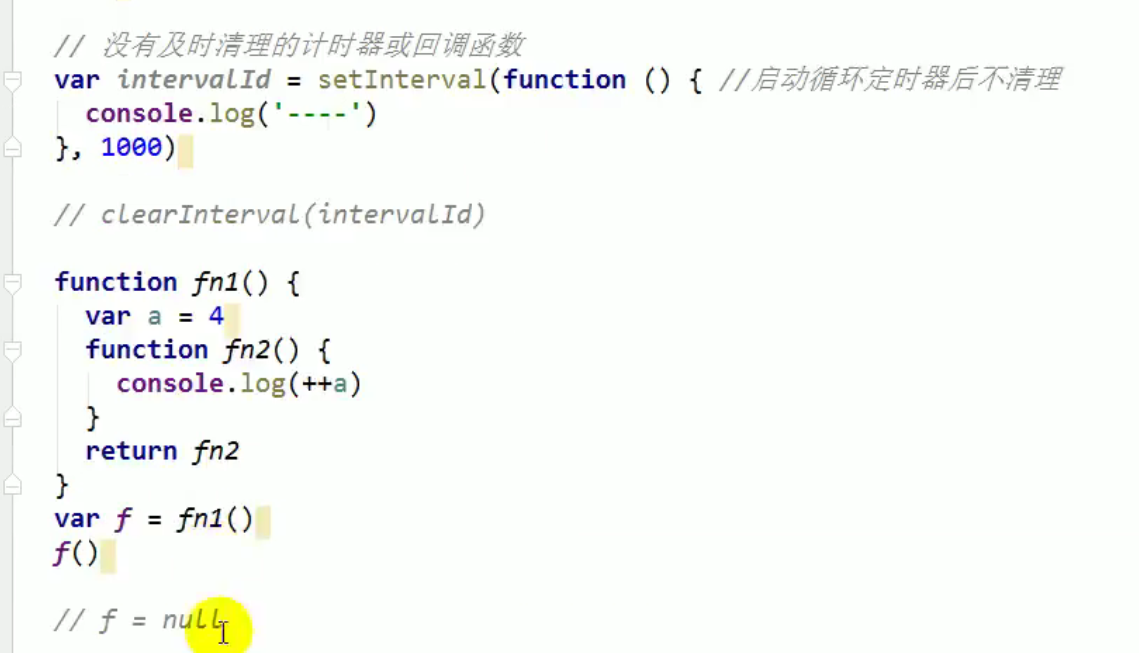 // 没有及时清理的计时器或回调函数
var intervalId = setInterval(function () { //启动循环定时器后不清理
  console.log('----')
}, 1000)
// clearInterval(intervalId)
function fn1() {
  var a = 4
  function fn2() {
    console.log(++a)
  }
  return fn2
}
var f = fn1()
f()
// f = null